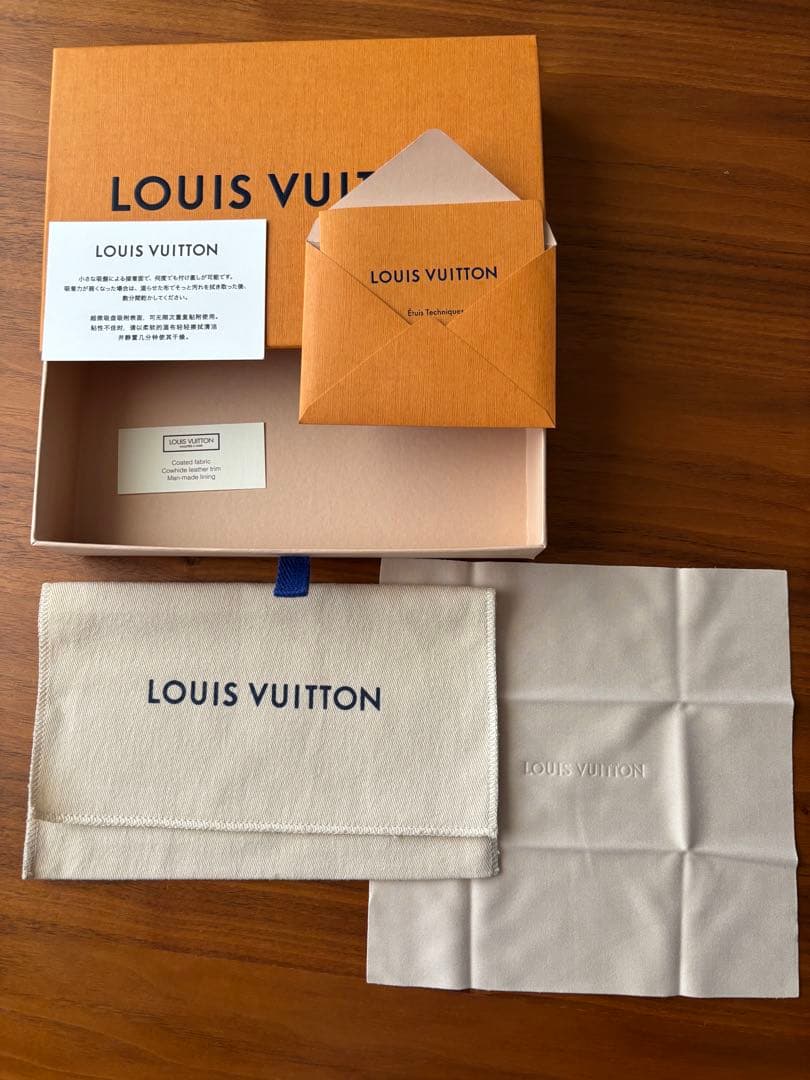 LOUIS VUIT
LOUIS VUITTON
小さな吸盤による接着面で、何度でも付け直しが可能です。
吸着力が弱くなった場合は、湿らせた布でそっと汚れを拭き取った後、
数分間乾かしてください。
超微吸盘吸附表面，可无限次重复黏附使用。
黏性不佳时，请以柔软的湿布轻轻擦拭清洁
并静置几分钟使其干燥。
LOUIS VUITTON
Étuis Techniques
LOUIS VUITTON
Coated fabric
Cowhide leather trim
Man-made lining
LOUIS VUITTON
LOUIS VUITTON